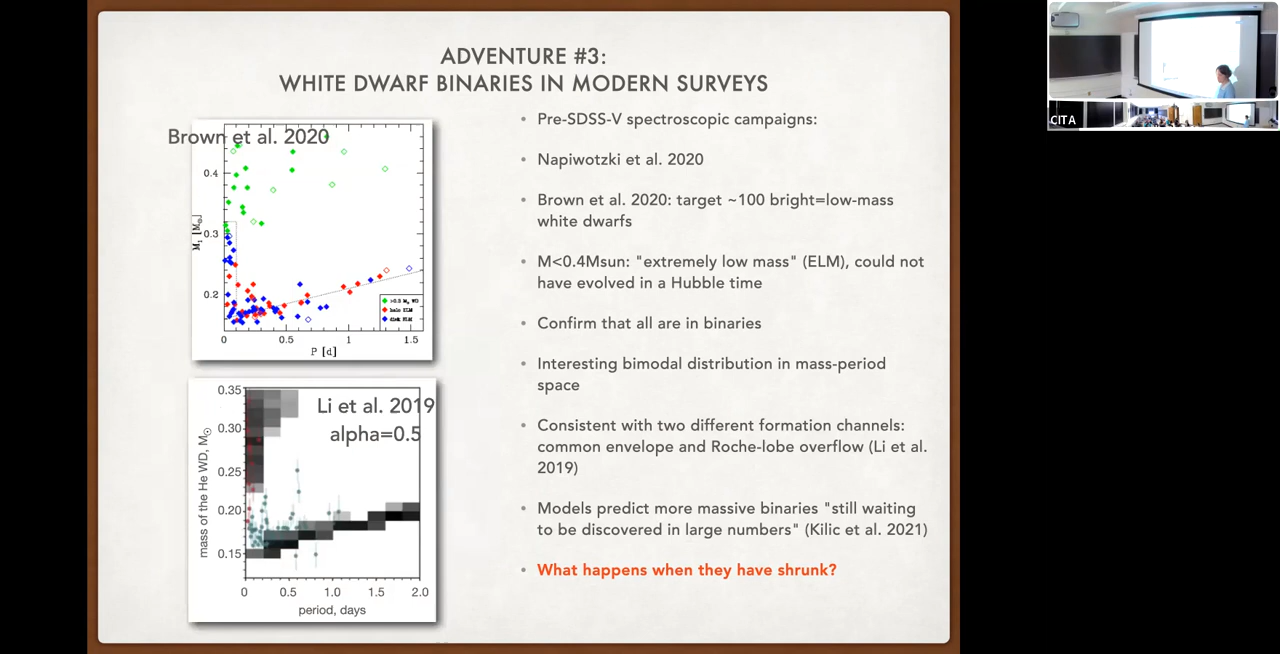 ADVENTURE #3:
WHITE DWARF BINARIES IN MODERN SURVEYS
Brown et al. 2020
0.4
0.3
0.2
M₁ [M⊙]
0
0.5
1
1.5
P [d]
halo ELM
disk ELM
Li et al. 2019
alpha=0.5
0.35
0.30
0.25
0.20
0.15
mass of the He WD, M⊙
0
0.5
1.0
1.5
2.0
period, days
• Pre-SDSS-V spectroscopic campaigns:
• Napiwotzki et al. 2020
• Brown et al. 2020: target ~100 bright=low-mass
white dwarfs
• M<0.4Msun: "extremely low mass" (ELM), could not
have evolved in a Hubble time
• Confirm that all are in binaries
• Interesting bimodal distribution in mass-period
space
• Consistent with two different formation channels:
common envelope and Roche-lobe overflow (Li et al.
2019)
• Models predict more massive binaries "still waiting
to be discovered in large numbers" (Kilic et al. 2021)
• What happens when they have shrunk?
CITA